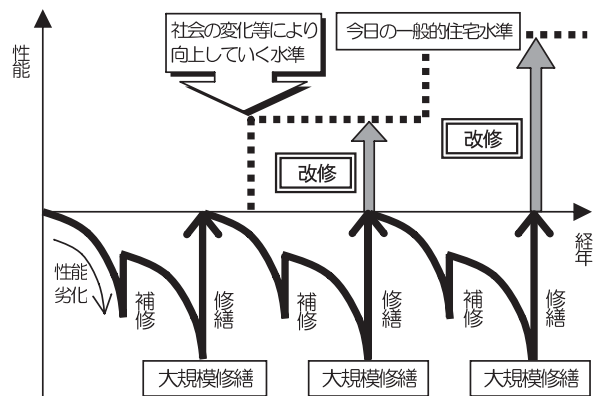 社会の変化等により
向上していく水準
今日の一般的住宅水準
性能
改修
改修
経年
性能
劣化
補修
修繕
補修
修繕
補修
修繕
大規模修繕
大規模修繕
大規模修繕